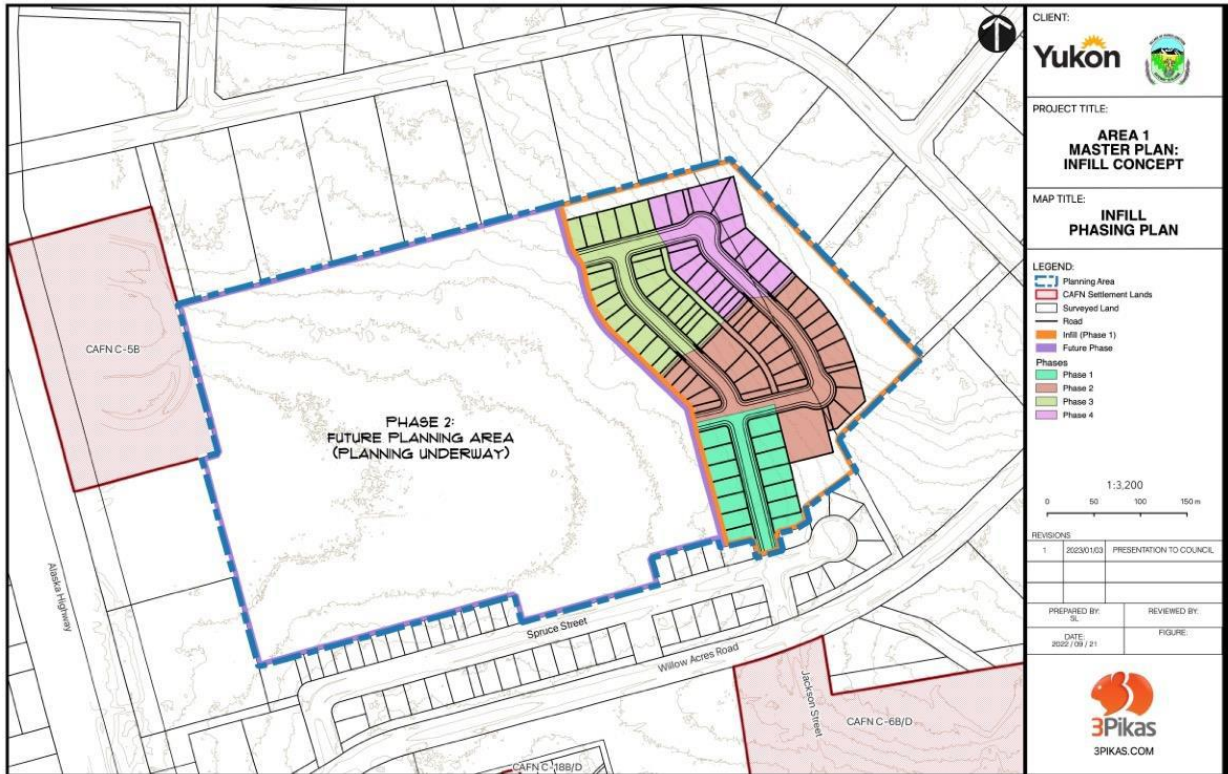 CAFN C-5B
PHASE 2:
FUTURE PLANNING AREA
(PLANNING UNDERWAY)
Alaska Highway
Spruce Street
Willow Acres Road
Jackson Street
CAFN C-6B/D
CAFN C-18B/D
CLIENT:
Yukon
PROJECT TITLE:
AREA 1
MASTER PLAN:
INFILL CONCEPT
MAP TITLE:
INFILL
PHASING PLAN
LEGEND:
Planning Area
CAFN Settlement Lands
Surveyed Land
Road
Infill (Phase 1)
Future Phase
Phases
Phase 1
Phase 2
Phase 3
Phase 4
1:3,200
0 50 100 150 m
REVISIONS
1 2023/01/03 PRESENTATION TO COUNCIL
PREPARED BY:
SL
REVIEWED BY:
DATE:
2022 / 09 / 21
FIGURE:
3Pikas
3PIKAS.COM